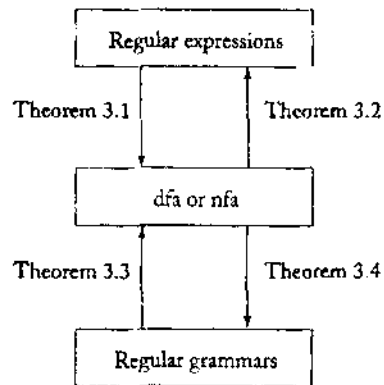 Regular expressions
Theorem 3.1
Theorem 3.2
dfa or nfa
Theorem 3.3
Theorem 3.4
Regular grammars